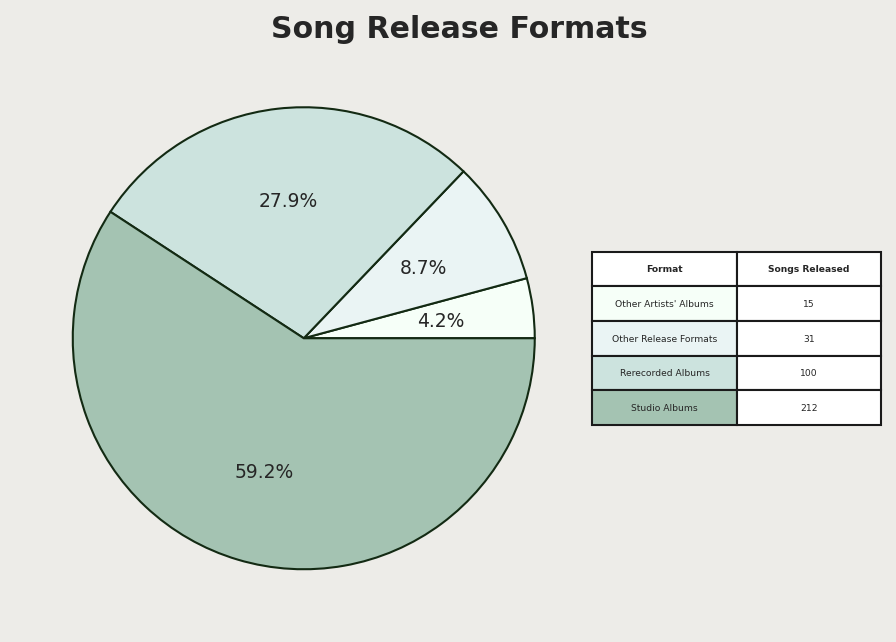 Song Release Formats
27.9%
8.7%
4.2%
59.2%
Format Songs Released
Other Artists' Albums 15
Other Release Formats 31
Rerecorded Albums 100
Studio Albums 212